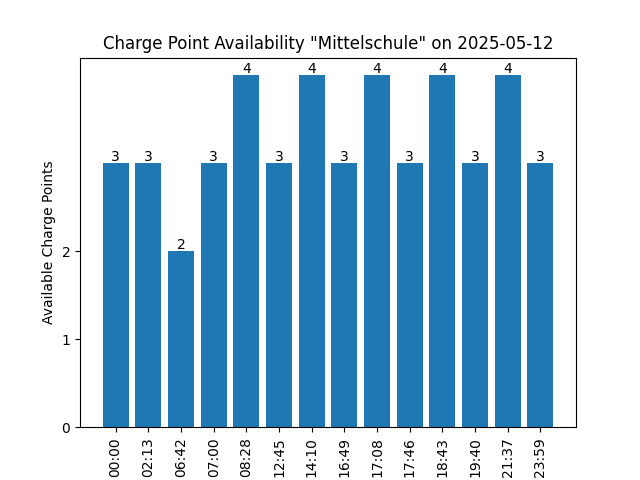 Charge Point Availability "Mittelschule" on 2025-05-12
Available Charge Points
2
1
0
3 3 2 3 4 3 4 3 4 3 4 3 4 3
00:00 02:13 06:42 07:00 08:28 12:45 14:10 16:49 17:08 17:46 18:43 19:40 21:37 23:59